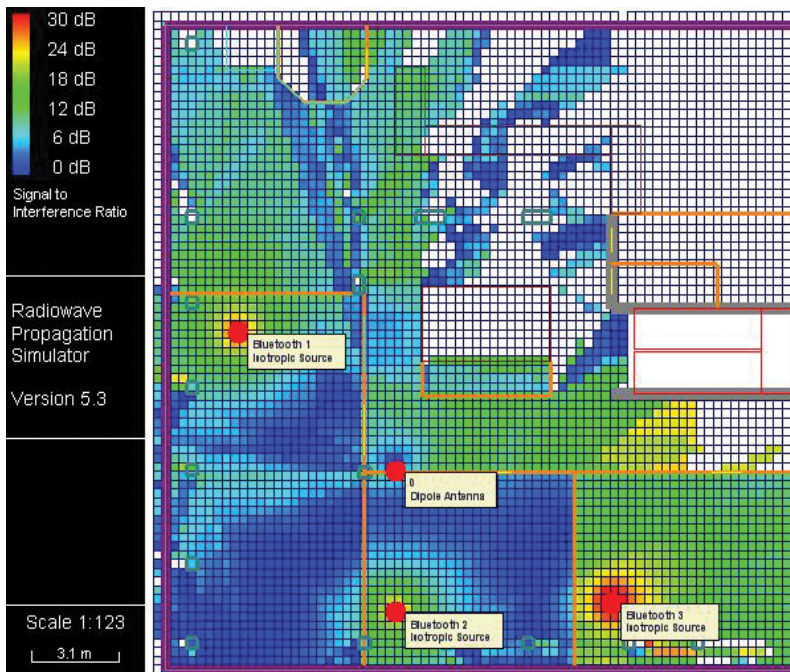 30 dB
24 dB
18 dB
12 dB
6 dB
0 dB
Signal to
Interference Ratio
Radiowave
Propagation
Simulator
Version 5.3
Scale 1:123
3.1 m
Bluetooth 1
Isotropic Source
0
Dipole Antenna
Bluetooth 2
Isotropic Source
Bluetooth 3
Isotropic Source